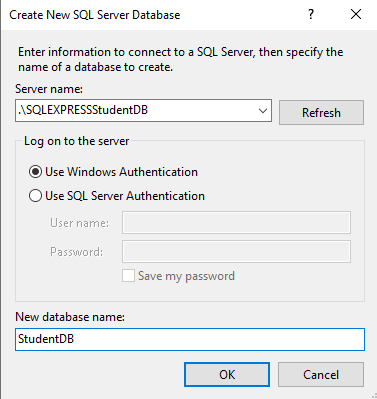 Create New SQL Server Database
Enter information to connect to a SQL Server, then specify the
name of a database to create.
Server name:
.\SQLEXPRESSStudentDB
Refresh
Log on to the server
Use Windows Authentication
Use SQL Server Authentication
User name:
Password:
Save my password
New database name:
StudentDB
OK
Cancel